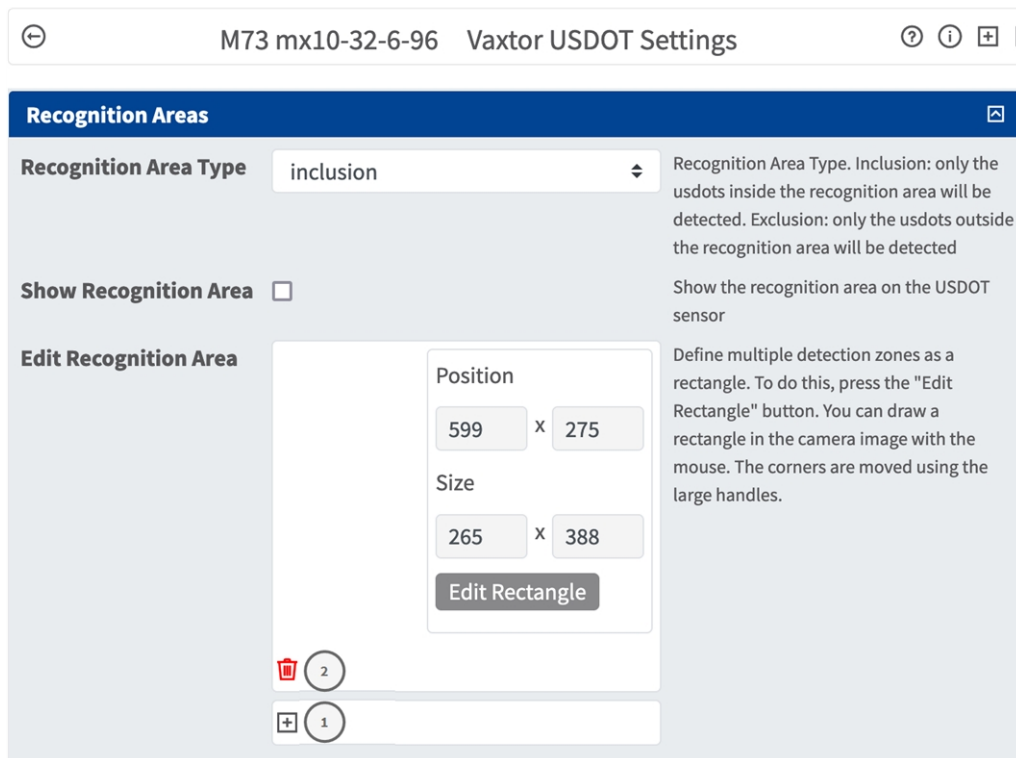 M73 mx10-32-6-96 Vaxtor USDOT Settings
Recognition Areas
Recognition Area Type
inclusion
Recognition Area Type. Inclusion: only the
usdots inside the recognition area will be
detected. Exclusion: only the usdots outside
the recognition area will be detected
Show Recognition Area
Show the recognition area on the USDOT
sensor
Edit Recognition Area
Position
599 x 275
Size
265 x 388
Edit Rectangle
2
1
Define multiple detection zones as a
rectangle. To do this, press the "Edit
Rectangle" button. You can draw a
rectangle in the camera image with the
mouse. The corners are moved using the
large handles.